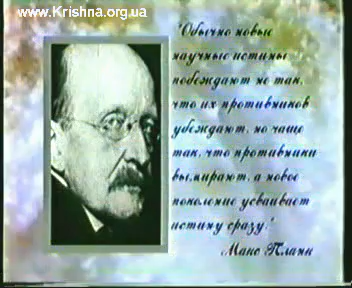 www.Krishna.org.ua
"Обычно новые
научные истины
побеждают не так,
что их противников
убеждают, но чаще
так, что противники
вымирают, а новое
поколение усваивает
истину сразу."
Макс Планк